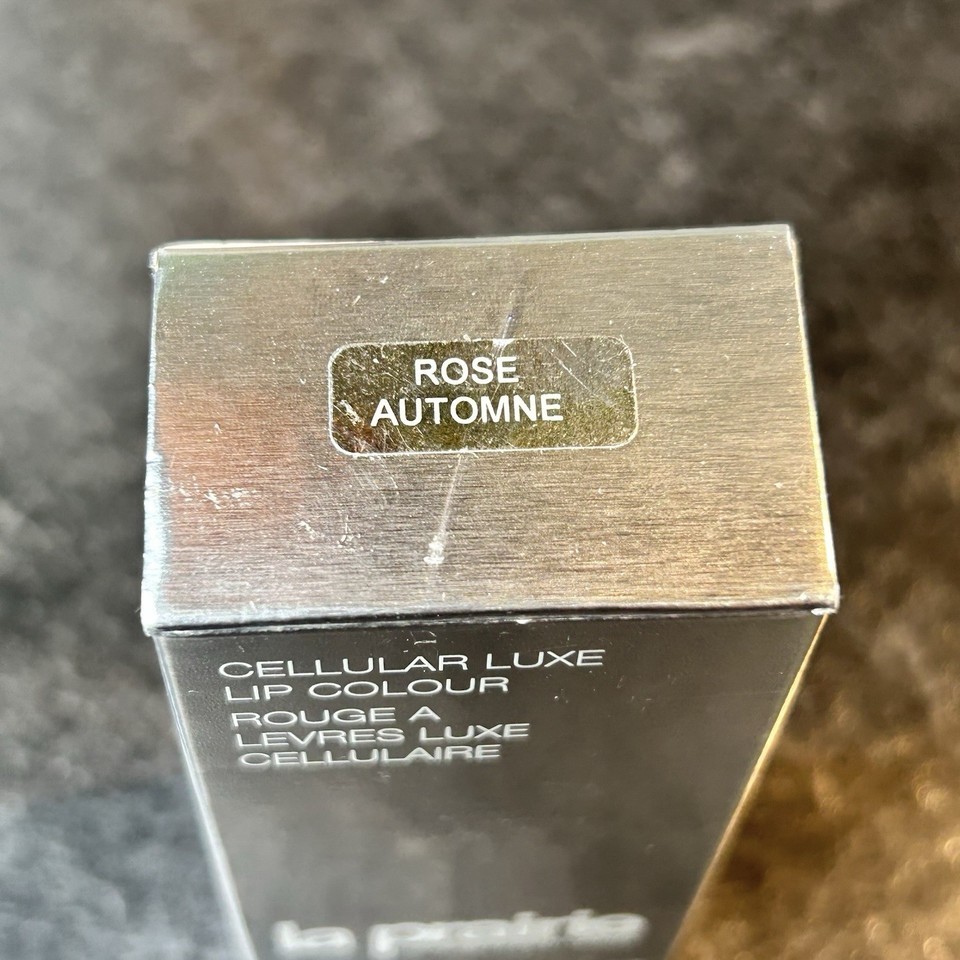 ROSE
AUTOMNE
CELLULAR LUXE
LIP COLOUR
ROUGE A
LEVRES LUXE
CELLULAIRE
la prairie